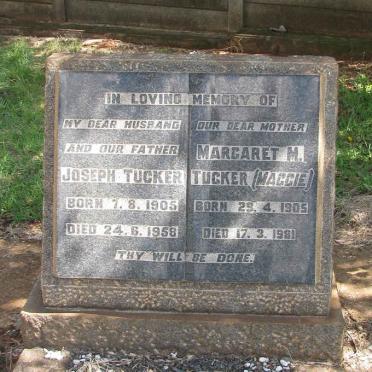 IN LOVING MEMORY OF
MY DEAR HUSBAND
AND OUR FATHER
JOSEPH TUCKER
BORN 7.8.1905
DIED 24.6.1958
OUR DEAR MOTHER
MARGARET M.
TUCKER (MAGGIE)
BORN 29.4.1905
DIED 17.3.1981
THY WILL BE DONE.